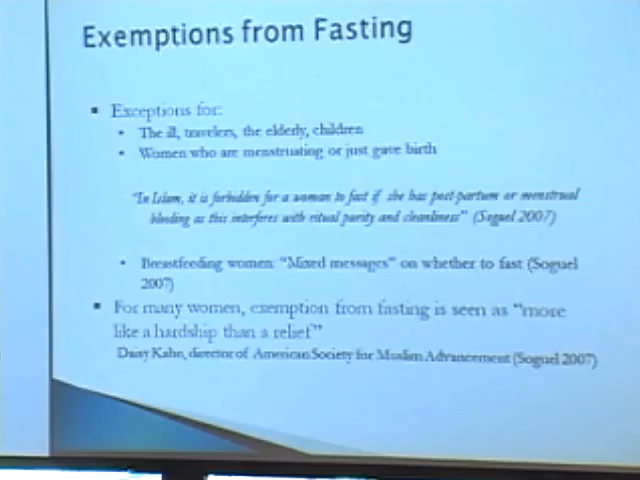 Exemptions from Fasting
▪ Exceptions for:
• The ill, travelers, the elderly, children
• Women who are menstruating or just gave birth
"In Islam, it is forbidden for a woman to fast if she has post-partum or menstrual
bleeding as this interferes with ritual purity and cleanliness" (Soguel 2007)
• Breastfeeding women: "Mixed messages" on whether to fast (Soguel
2007)
▪ For many women, exemption from fasting is seen as "more
like a hardship than a relief"
Daisy Kahn, director of American Society for Muslim Advancement (Soguel 2007)